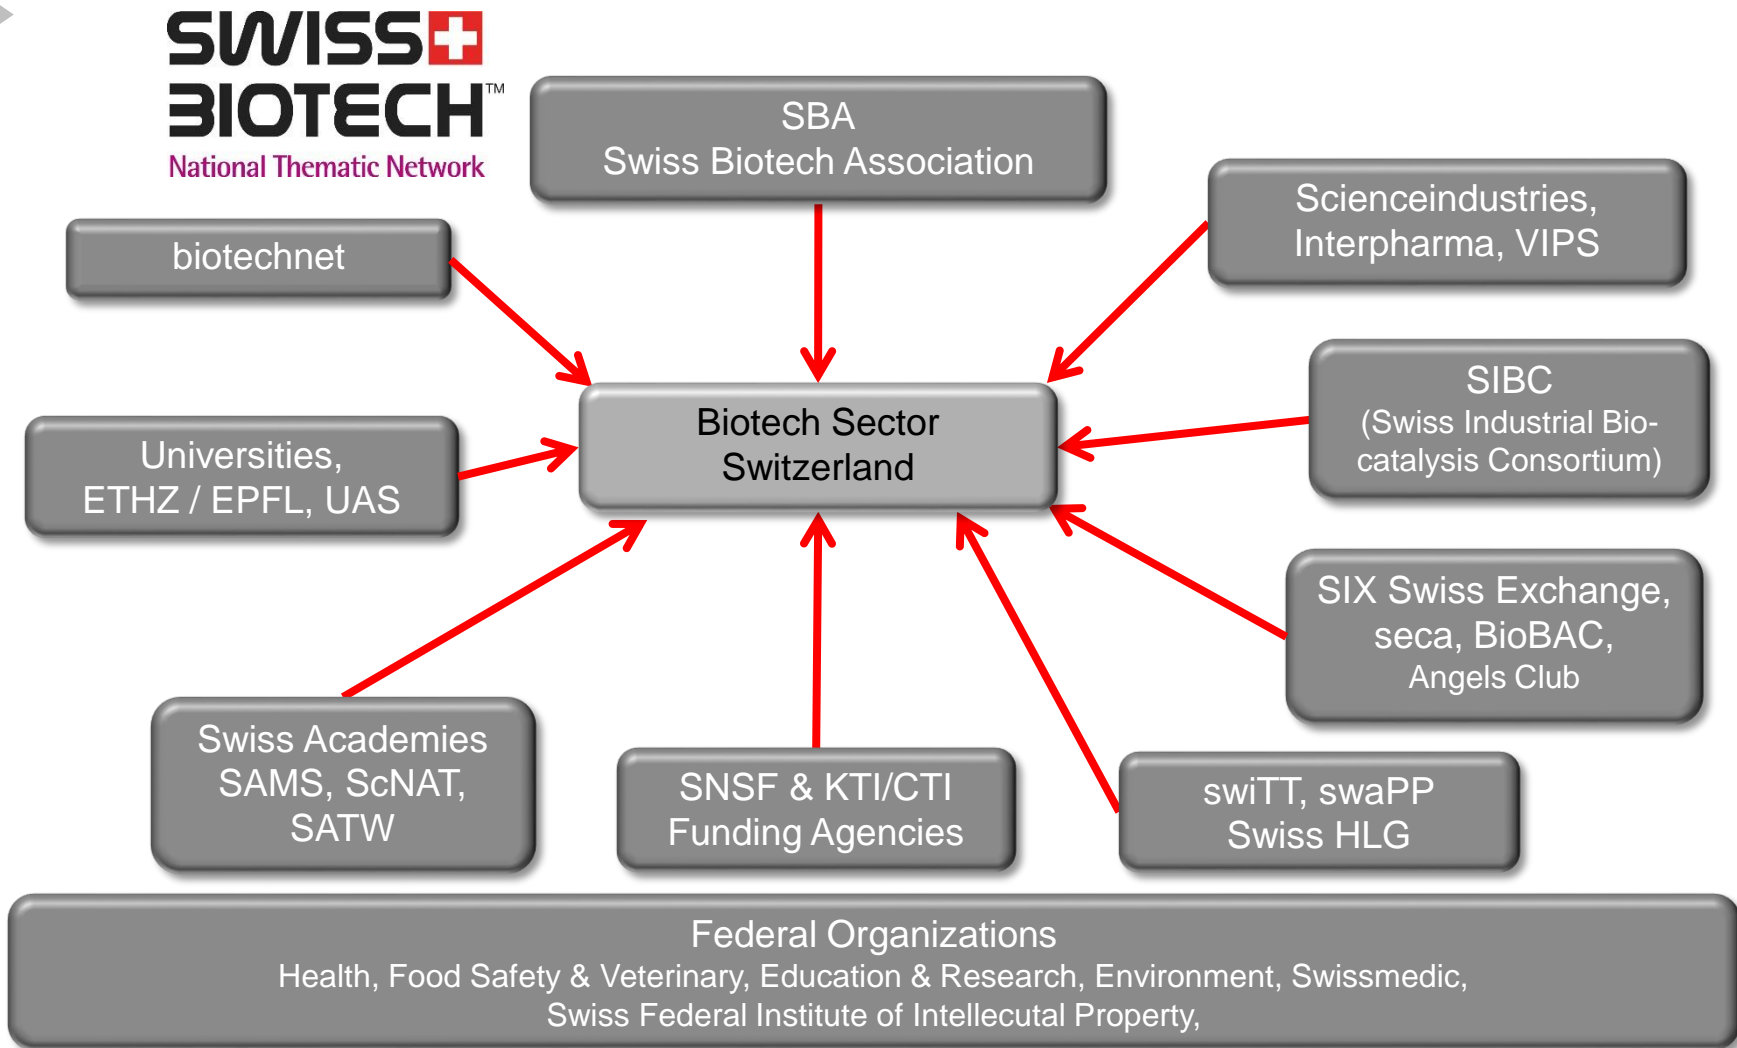 SWISS
BIOTECH™
National Thematic Network
SBA
Swiss Biotech Association
Scienceindustries,
Interpharma, VIPS
biotechnet
SIBC
(Swiss Industrial Bio-
catalysis Consortium)
Biotech Sector
Switzerland
Universities,
ETHZ / EPFL, UAS
SIX Swiss Exchange,
seca, BioBAC,
Angels Club
Swiss Academies
SAMS, ScNAT,
SATW
SNSF & KTI/CTI
Funding Agencies
swiTT, swaPP
Swiss HLG
Federal Organizations
Health, Food Safety & Veterinary, Education & Research, Environment, Swissmedic,
Swiss Federal Institute of Intellecutal Property,